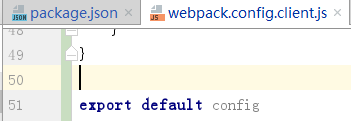 package.json webpack.config.client.js
48 }
49 }
50
51 export default config